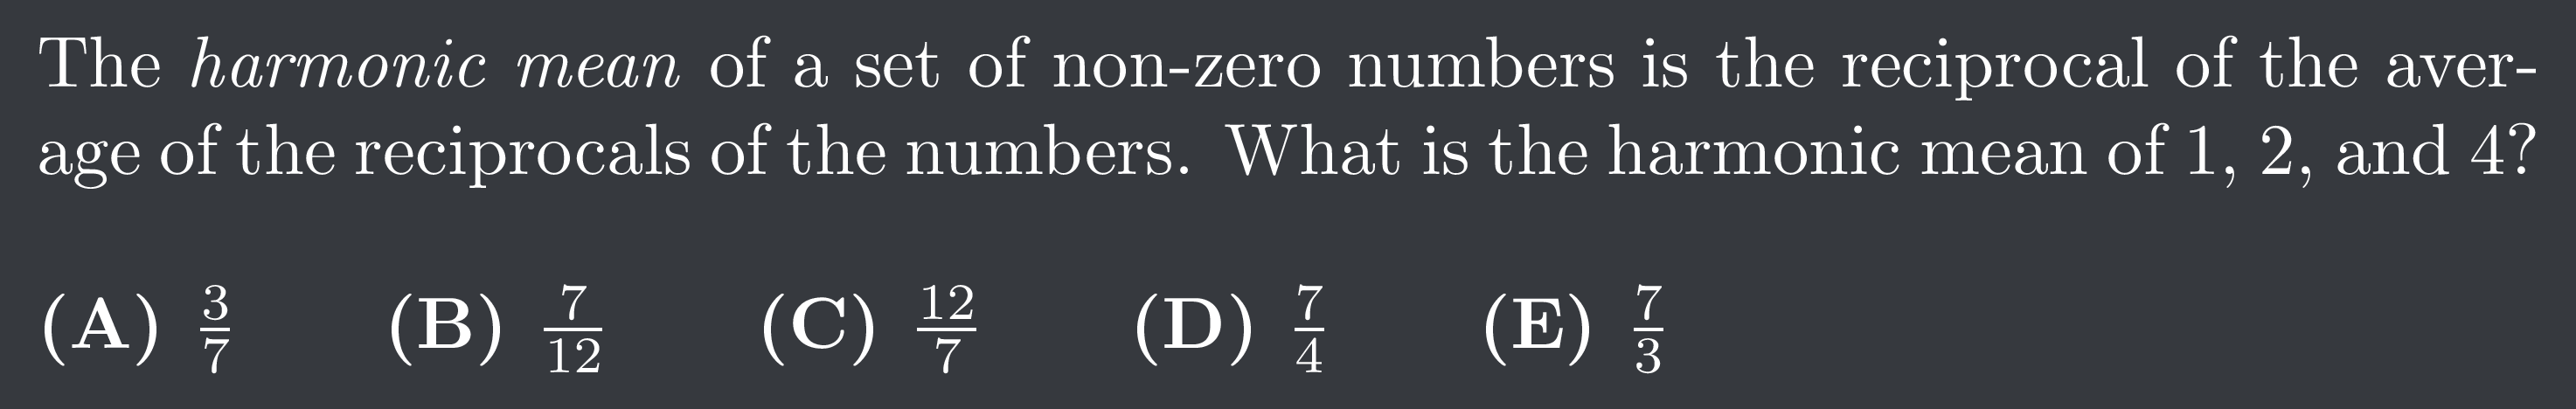 The harmonic mean of a set of non-zero numbers is the reciprocal of the aver-
age of the reciprocals of the numbers. What is the harmonic mean of 1, 2, and 4?
(A) 3/7 (B) 7/12 (C) 12/7 (D) 7/4 (E) 7/3